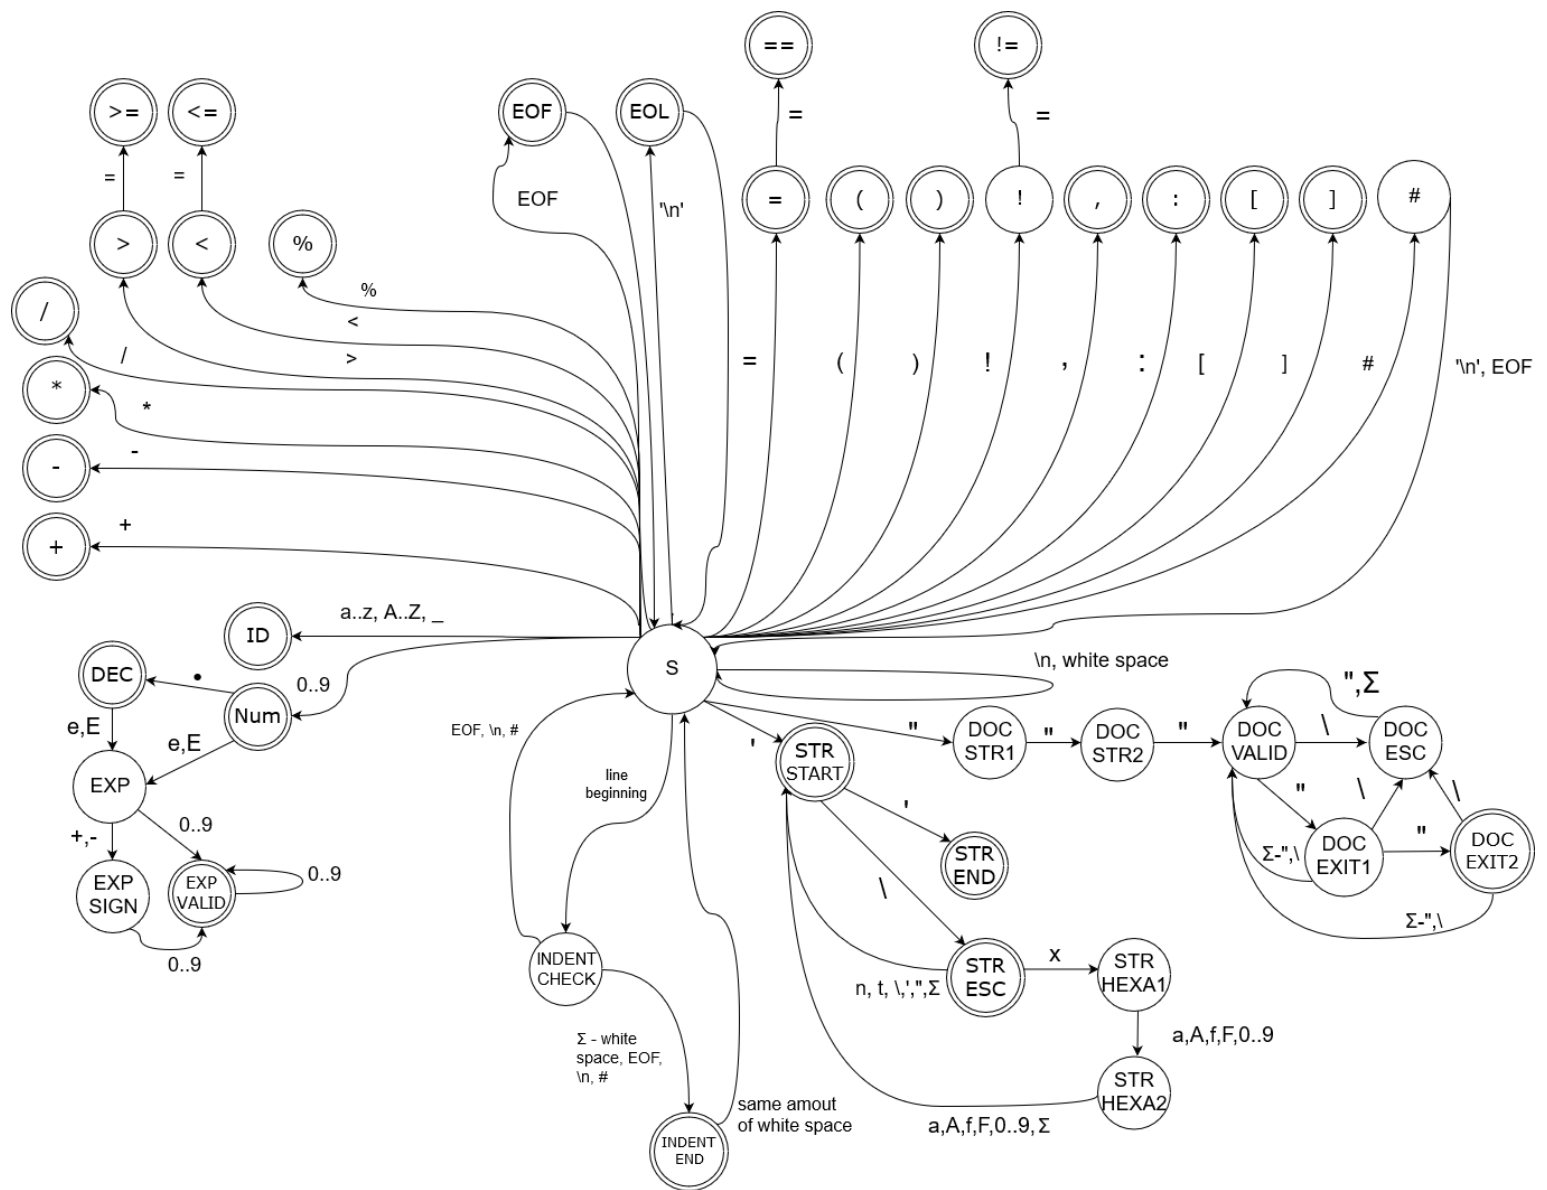 ==
!=
>=
<=
EOF
EOL
=
=
=
=
EOF
'\n'
=
(
)
!
,
:
[
]
#
>
<
%
/
%
<
/
>
=
(
)
!
,
:
[
]
#
'\n', EOF
*
*
-
-
+
+
a..z, A..Z, _
ID
S
\n, white space
DEC
•
0..9
Num
e,E
e,E
EXP
EOF, \n, #
'
STR
START
"
DOC
STR1
"
DOC
STR2
"
DOC
VALID
\
DOC
ESC
",Σ
line
beginning
'
"
\
\
+,-
0..9
EXP
SIGN
EXP
VALID
0..9
0..9
STR
END
DOC
EXIT1
"
DOC
EXIT2
Σ-",\
Σ-",\
\
INDENT
CHECK
STR
ESC
n, t, \,',",Σ
x
STR
HEXA1
a,A,f,F,0..9
STR
HEXA2
a,A,f,F,0..9,Σ
Σ - white
space, EOF,
\n, #
same amout
of white space
INDENT
END